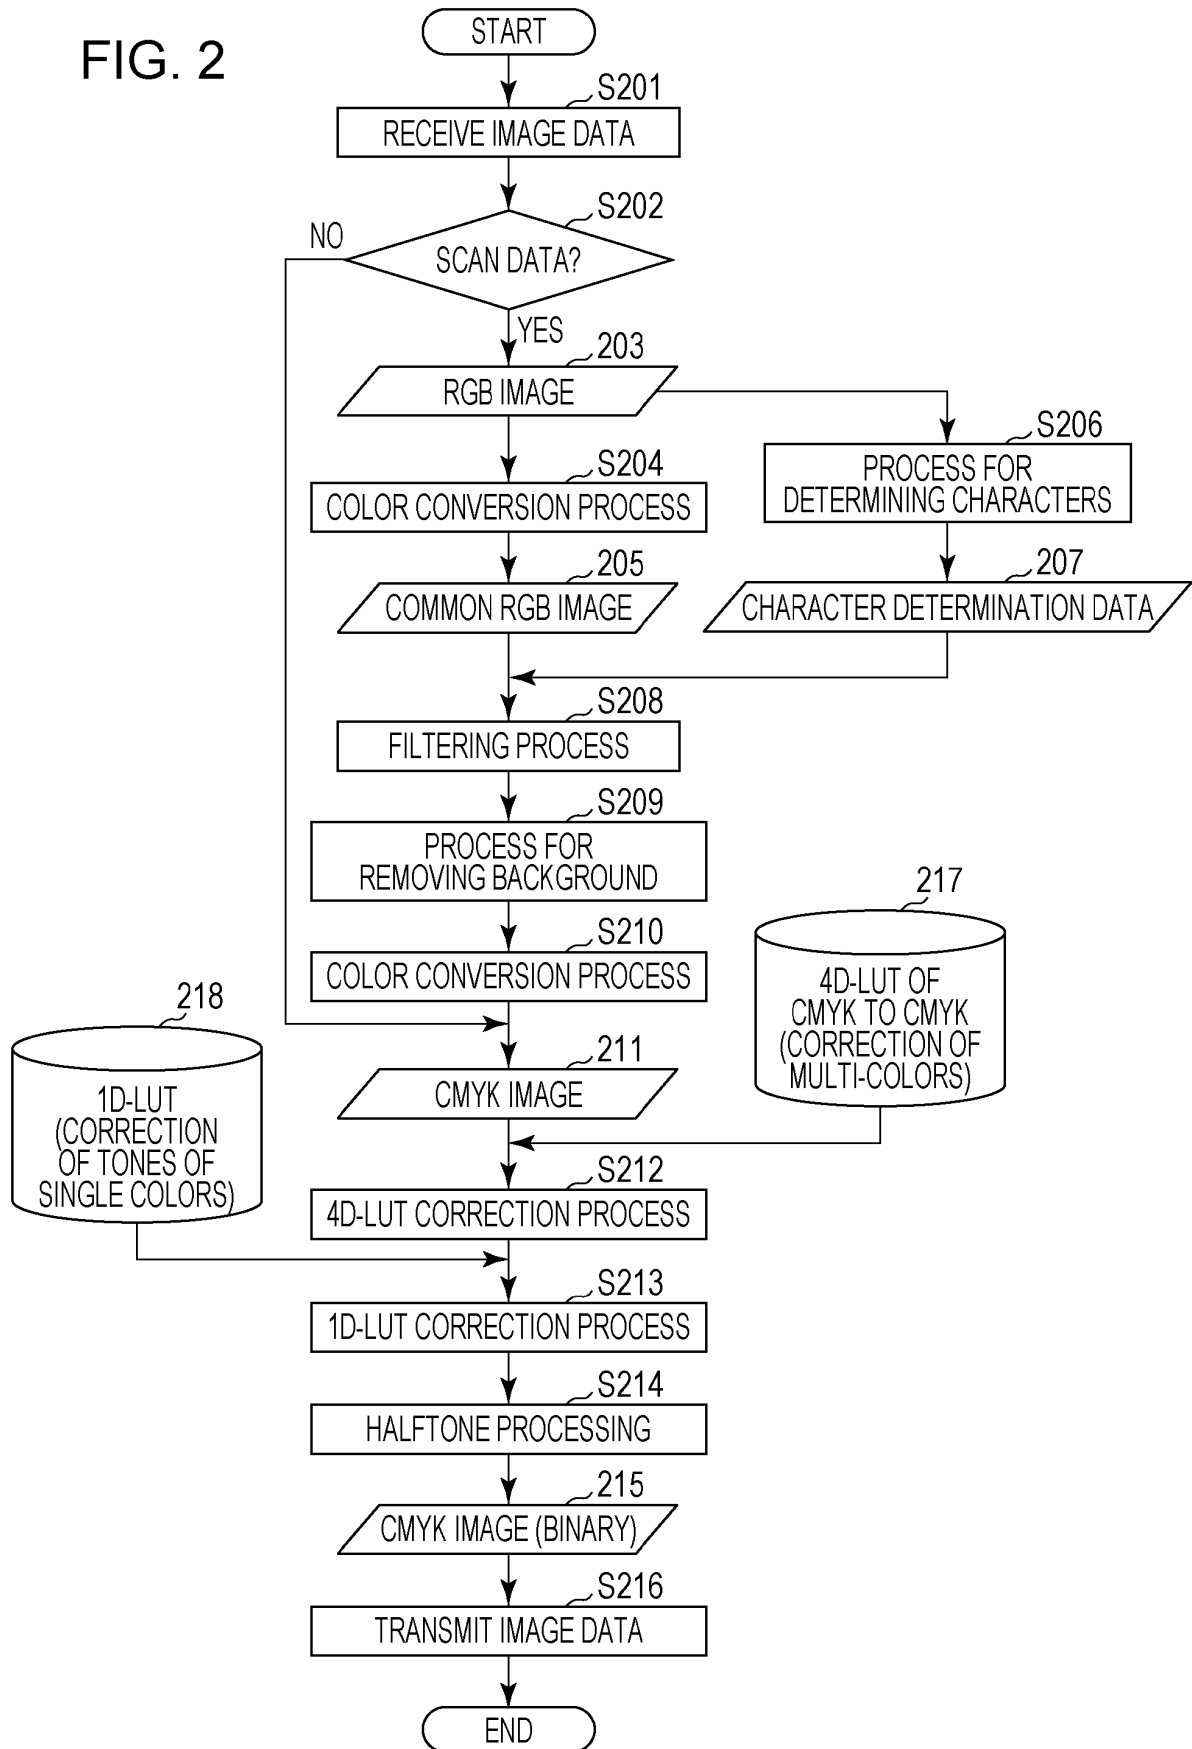 FIG. 2
START
S201
RECEIVE IMAGE DATA
S202
NO
SCAN DATA?
YES
203
RGB IMAGE
S204
COLOR CONVERSION PROCESS
S206
PROCESS FOR
DETERMINING CHARACTERS
205
COMMON RGB IMAGE
207
CHARACTER DETERMINATION DATA
S208
FILTERING PROCESS
S209
PROCESS FOR
REMOVING BACKGROUND
S210
COLOR CONVERSION PROCESS
217
4D-LUT OF
CMYK TO CMYK
(CORRECTION OF
MULTI-COLORS)
218
1D-LUT
(CORRECTION
OF TONES OF
SINGLE COLORS)
211
CMYK IMAGE
S212
4D-LUT CORRECTION PROCESS
S213
1D-LUT CORRECTION PROCESS
S214
HALFTONE PROCESSING
215
CMYK IMAGE (BINARY)
S216
TRANSMIT IMAGE DATA
END